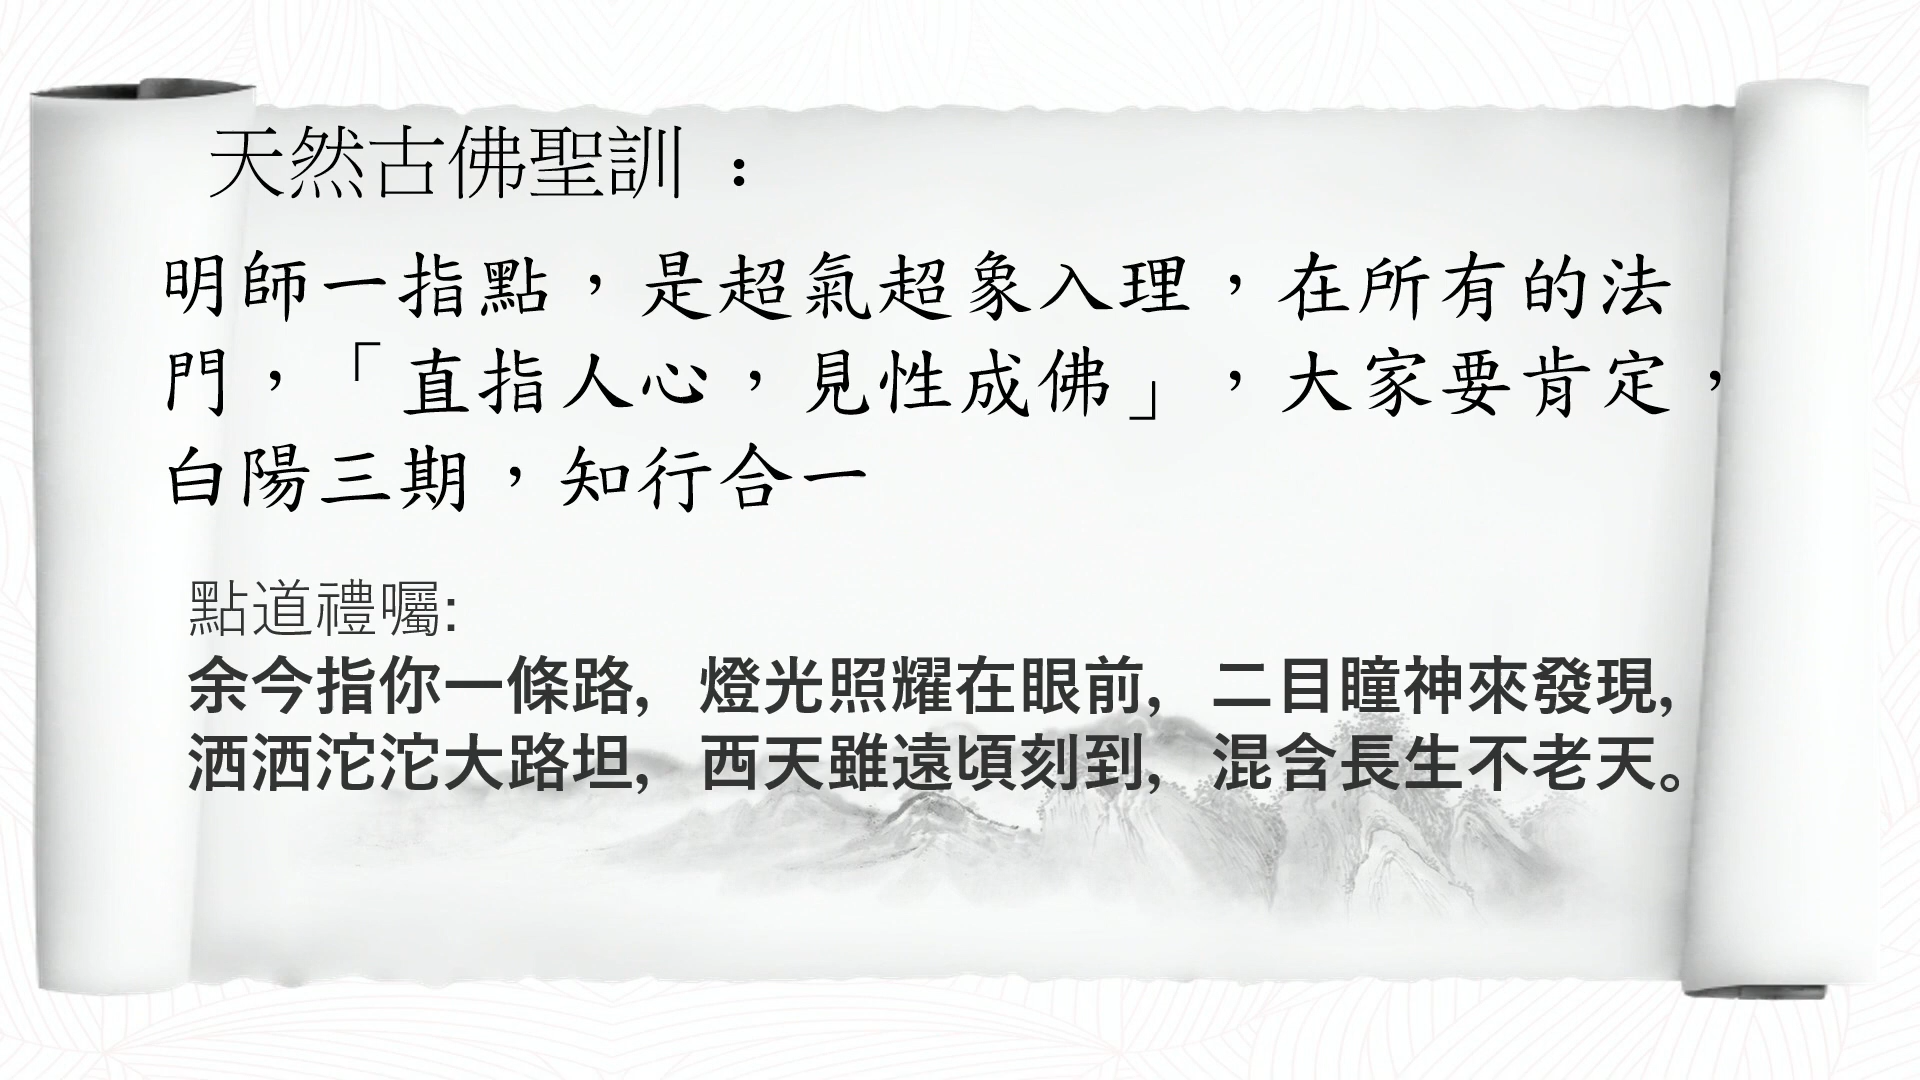 天然古佛聖訓 ：
明師一指點，是超氣超象入理，在所有的法
門，「直指人心，見性成佛」，大家要肯定，
白陽三期，知行合一
點道禮囑:
余今指你一條路, 燈光照耀在眼前, 二目瞳神來發現,
洒洒沱沱大路坦, 西天雖遠頃刻到, 混含長生不老天。